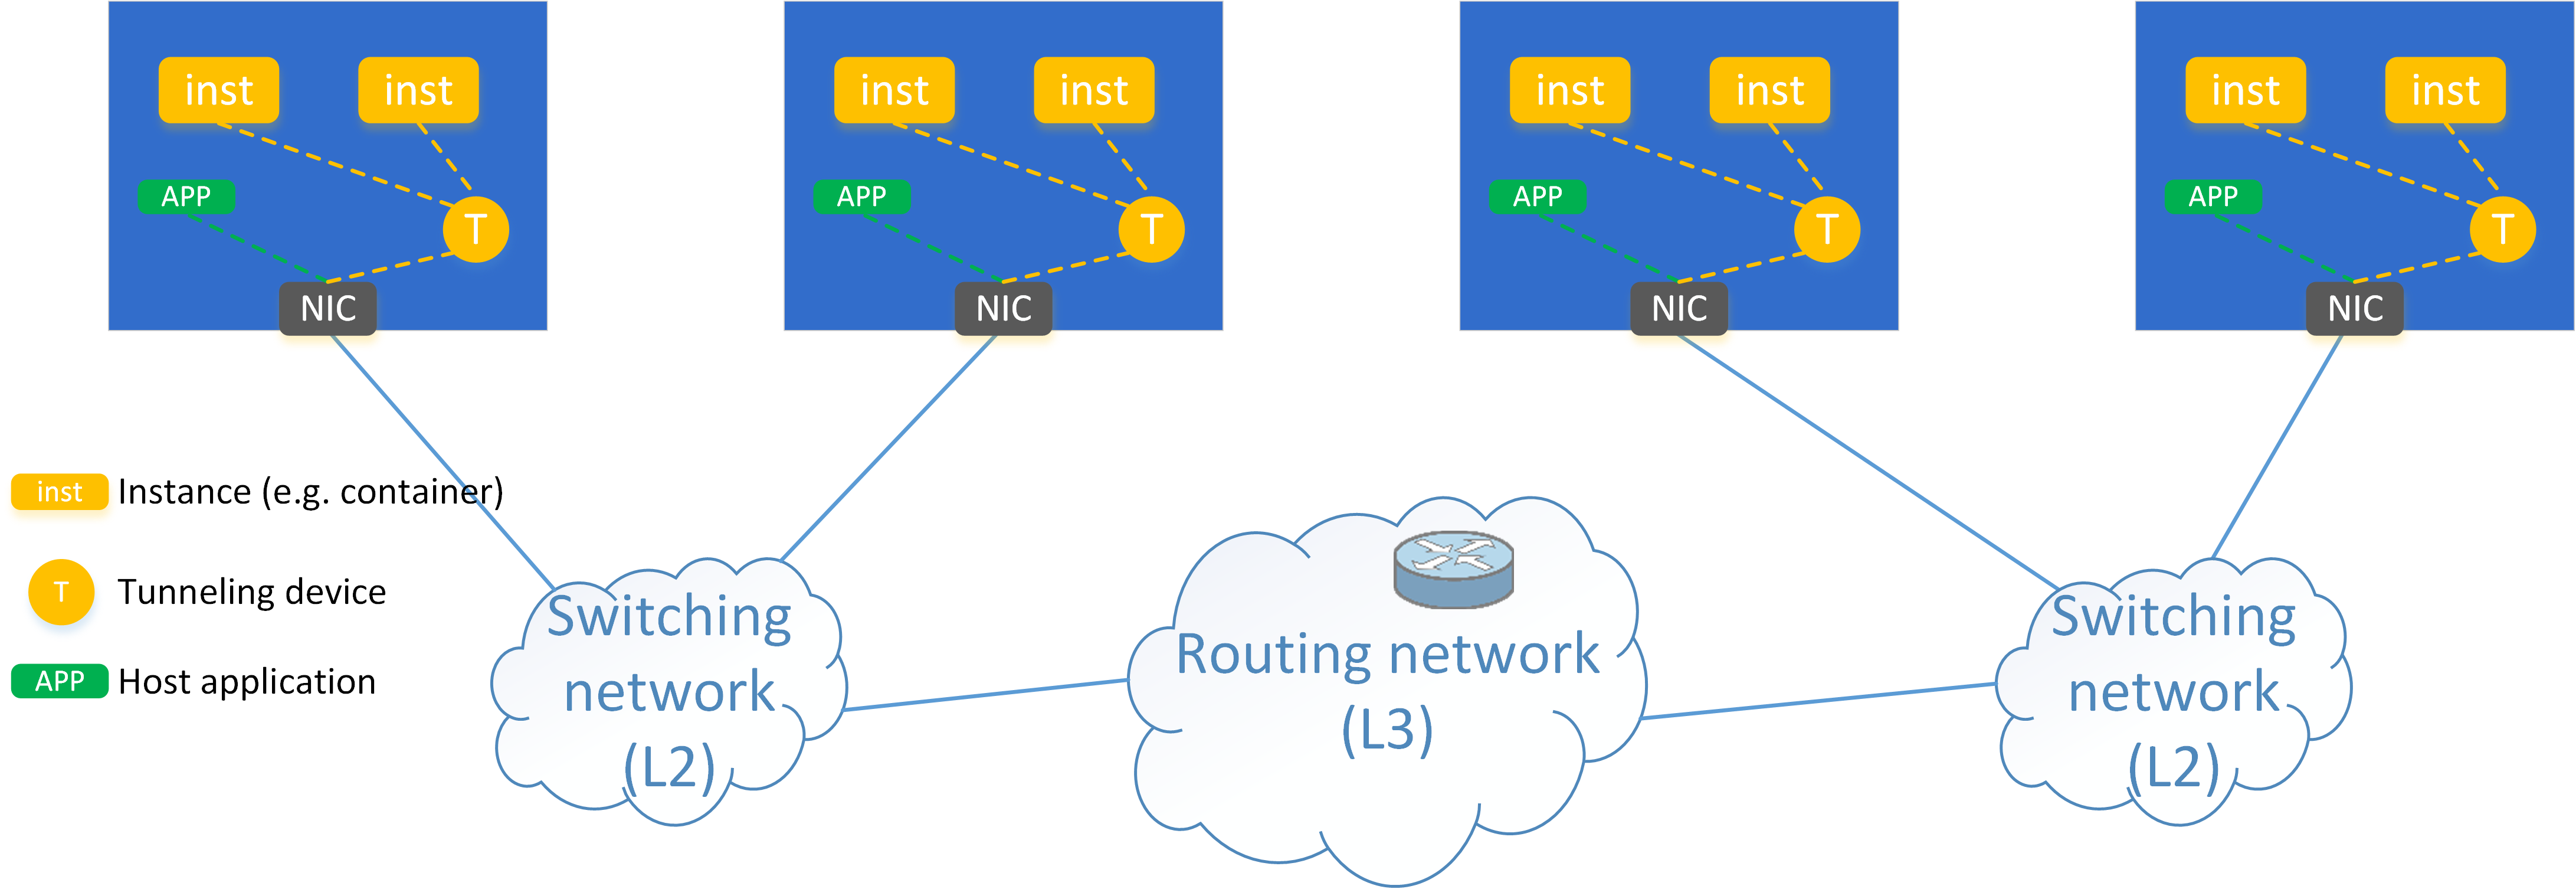 inst inst
APP
T
NIC
inst inst
APP
T
NIC
inst inst
APP
T
NIC
inst inst
APP
T
NIC
inst Instance (e.g. container)
T Tunneling device
APP Host application
Switching
network
(L2)
Routing network
(L3)
Switching
network
(L2)